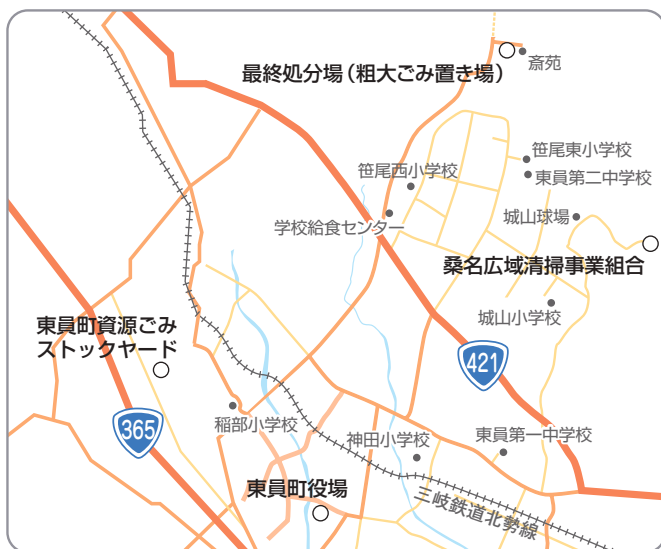 最終処分場（粗大ごみ置き場）
斎苑
笹尾東小学校
笹尾西小学校
東員第二中学校
学校給食センター
城山球場
桑名広域清掃事業組合
東員町資源ごみ
ストックヤード
城山小学校
421
365
稲部小学校
神田小学校
東員第一中学校
東員町役場
三岐鉄道北勢線